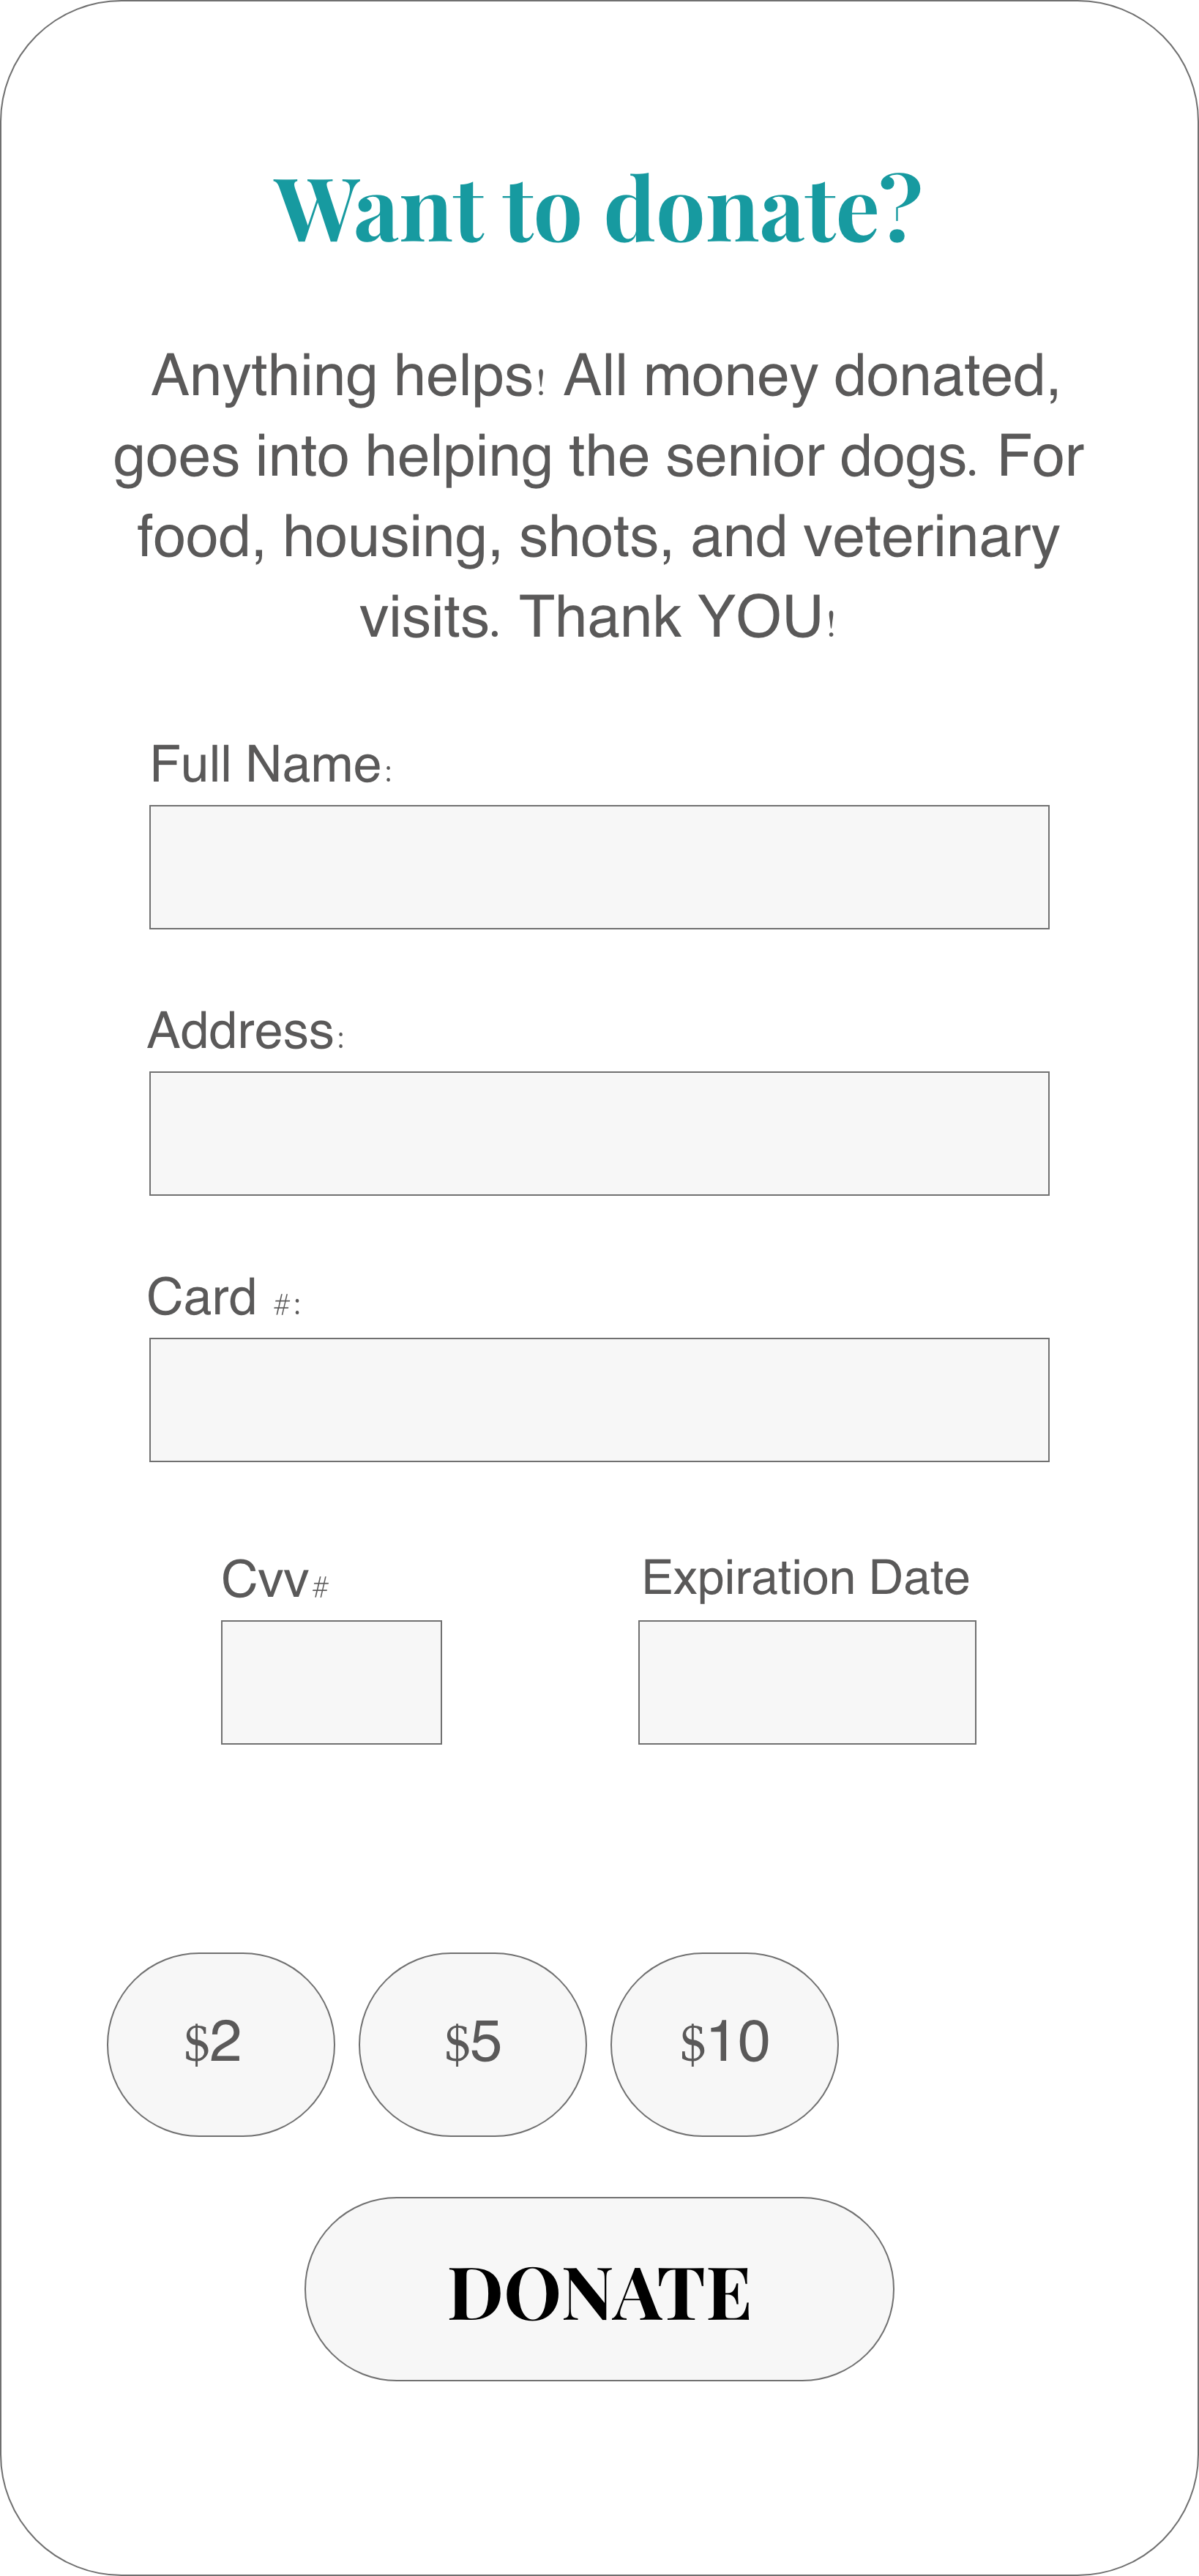 Want to donate?
Anything helps! All money donated,
goes into helping the senior dogs. For
food, housing, shots, and veterinary
visits. Thank YOU!
Full Name:
Address:
Card #:
Cvv# Expiration Date
$2 $5 $10
DONATE